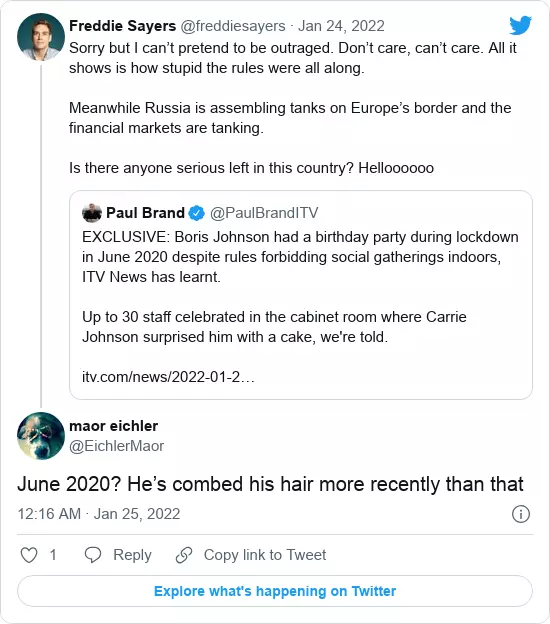 Freddie Sayers @freddiesayers · Jan 24, 2022
Sorry but I can’t pretend to be outraged. Don’t care, can’t care. All it
shows is how stupid the rules were all along.
Meanwhile Russia is assembling tanks on Europe’s border and the
financial markets are tanking.
Is there anyone serious left in this country? Helloooooo
Paul Brand @PaulBrandITV
EXCLUSIVE: Boris Johnson had a birthday party during lockdown
in June 2020 despite rules forbidding social gatherings indoors,
ITV News has learnt.
Up to 30 staff celebrated in the cabinet room where Carrie
Johnson surprised him with a cake, we're told.
itv.com/news/2022-01-2…
maor eichler
@EichlerMaor
June 2020? He’s combed his hair more recently than that
12:16 AM · Jan 25, 2022
1 Reply Copy link to Tweet
Explore what's happening on Twitter